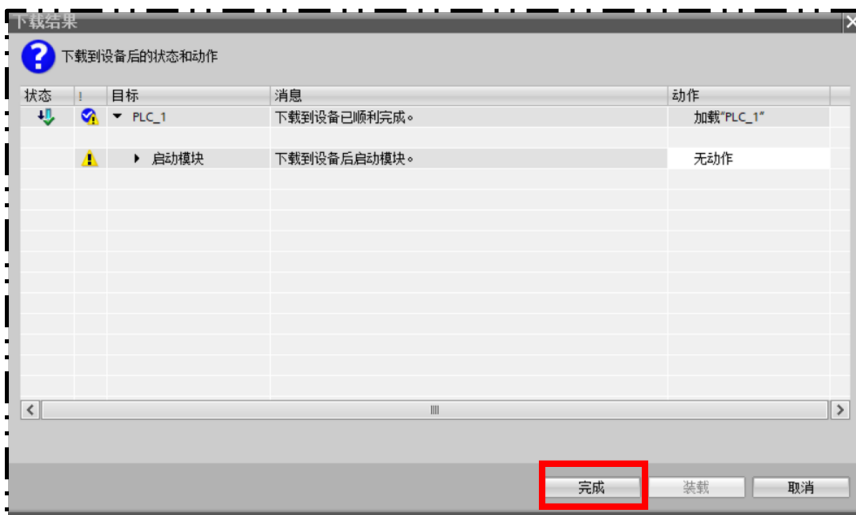 下载结果
下载到设备后的状态和动作
状态 ! 目标 消息 动作
PLC_1 下载到设备已顺利完成。 加载"PLC_1"
启动模块 下载到设备后启动模块。 无动作
完成 装载 取消